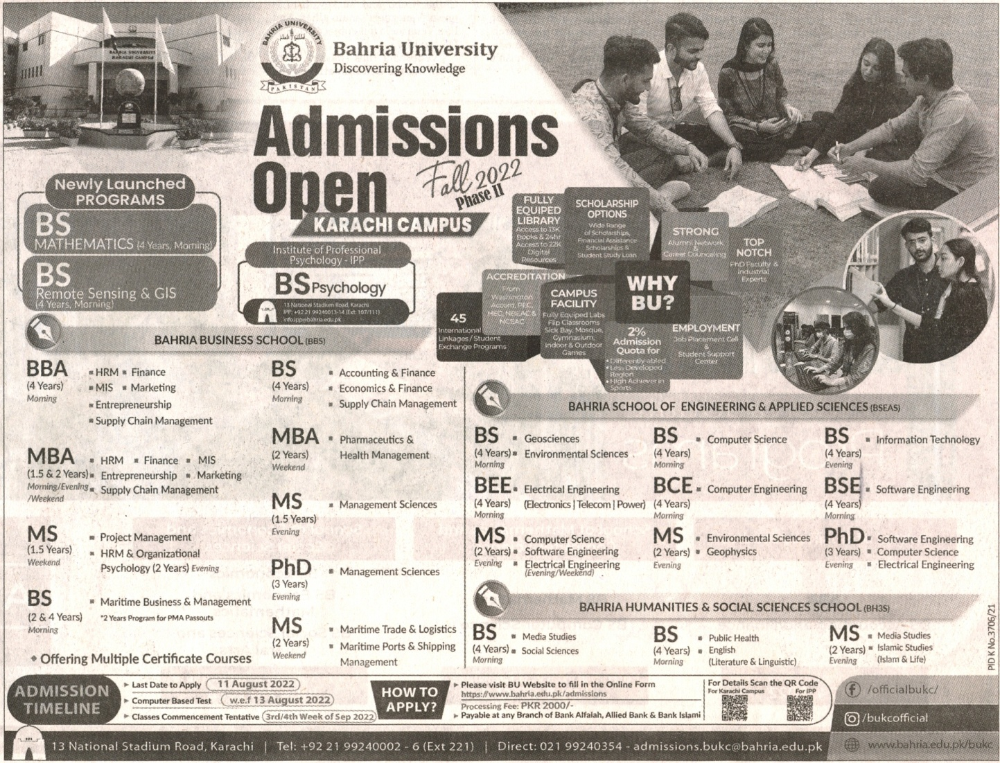 BAHRIA UNIVERSITY
KARACHI CAMPUS
BAHRIA UNIVERSITY
PAKISTAN
Bahria University
Discovering Knowledge
Admissions
Open
Fall 2022
Phase II
KARACHI CAMPUS
Newly Launched
PROGRAMS
BS
MATHEMATICS (4 Years, Morning)
BS
Remote Sensing & GIS
(4 Years, Morning)
Institute of Professional
Psychology - IPP
BS Psychology
13 National Stadium Road, Karachi
IPP: +92 21 99240013-14 (Ext: 107/111)
info.ipp@bahria.edu.pk
FULLY
EQUIPED
LIBRARY
Access to 13K
Books & 24hr
Access to 22K
Digital
Resources
SCHOLARSHIP
OPTIONS
Wide Range
of Scholarships,
Financial Assistance
Scholarships &
Student Study Loan
STRONG
Alumni Network
&
Career Counceling
TOP
NOTCH
PhD Faculty &
Industrial
Experts
ACCREDITATION
From
Washington
Accord, PEC,
HEC, NBEAC &
NCEAC
45
International
Linkages / Student
Exchange Programs
CAMPUS
FACILITY
Fully Equiped Labs
Flip Classrooms
Sick Bay, Mosque,
Gymnasium,
Indoor & Outdoor
Games
WHY
BU?
2%
Admission
Quota for
• Differently-abled
• Less Developed
Region
• High Achiever in
Sports
EMPLOYMENT
Job Placement Cell
&
Student Support
Center
BAHRIA BUSINESS SCHOOL (BBS)
BBA
(4 Years)
Morning
▪ HRM ▪ Finance
▪ MIS ▪ Marketing
▪ Entrepreneurship
▪ Supply Chain Management
MBA
(1.5 & 2 Years)
Morning/Evening
/Weekend
▪ HRM ▪ Finance ▪ MIS
▪ Entrepreneurship ▪ Marketing
▪ Supply Chain Management
MS
(1.5 Years)
Weekend
▪ Project Management
▪ HRM & Organizational
Psychology (2 Years) Evening
BS
(2 & 4 Years)
Morning
▪ Maritime Business & Management
*2 Years Program for PMA Passouts
❖ Offering Multiple Certificate Courses
BS
(4 Years)
Morning
▪ Accounting & Finance
▪ Economics & Finance
▪ Supply Chain Management
MBA
(2 Years)
Weekend
▪ Pharmaceutics &
Health Management
MS
(1.5 Years)
Evening
▪ Management Sciences
PhD
(3 Years)
Evening
▪ Management Sciences
MS
(2 Years)
Weekend
▪ Maritime Trade & Logistics
▪ Maritime Ports & Shipping
Management
BAHRIA SCHOOL OF ENGINEERING & APPLIED SCIENCES (BSEAS)
BS
(4 Years)
Morning
▪ Geosciences
▪ Environmental Sciences
BS
(4 Years)
Morning
▪ Computer Science
BS
(4 Years)
Evening
▪ Information Technology
BEE
(4 Years)
Morning
▪ Electrical Engineering
(Electronics | Telecom | Power)
BCE
(4 Years)
Morning
▪ Computer Engineering
BSE
(4 Years)
Morning
▪ Software Engineering
MS
(2 Years)
Evening
▪ Computer Science
▪ Software Engineering
▪ Electrical Engineering
(Evening/Weekend)
MS
(2 Years)
Evening
▪ Environmental Sciences
▪ Geophysics
PhD
(3 Years)
Evening
▪ Software Engineering
▪ Computer Science
▪ Electrical Engineering
BAHRIA HUMANITIES & SOCIAL SCIENCES SCHOOL (BH3S)
BS
(4 Years)
Morning
▪ Media Studies
▪ Social Sciences
BS
(4 Years)
Morning
▪ Public Health
▪ English
(Literature & Linguistic)
MS
(2 Years)
Evening
▪ Media Studies
▪ Islamic Studies
(Islam & Life)
PID K No.3706/21
ADMISSION
TIMELINE
▸ Last Date to Apply 11 August 2022
▸ Computer Based Test w.e.f 13 August 2022
▸ Classes Commencement Tentative 3rd/4th Week of Sep 2022
HOW TO
APPLY?
▸ Please visit BU Website to fill in the Online Form
https://www.bahria.edu.pk/admissions
Processing Fee: PKR 2000/-
▸ Payable at any Branch of Bank Alfalah, Allied Bank & Bank Islami
For Details Scan the QR Code
For Karachi Campus For IPP
/officialbukc/
/bukcofficial
www.bahria.edu.pk/bukc
13 National Stadium Road, Karachi | Tel: +92 21 99240002 - 6 (Ext 221) | Direct: 021 99240354 - admissions.bukc@bahria.edu.pk